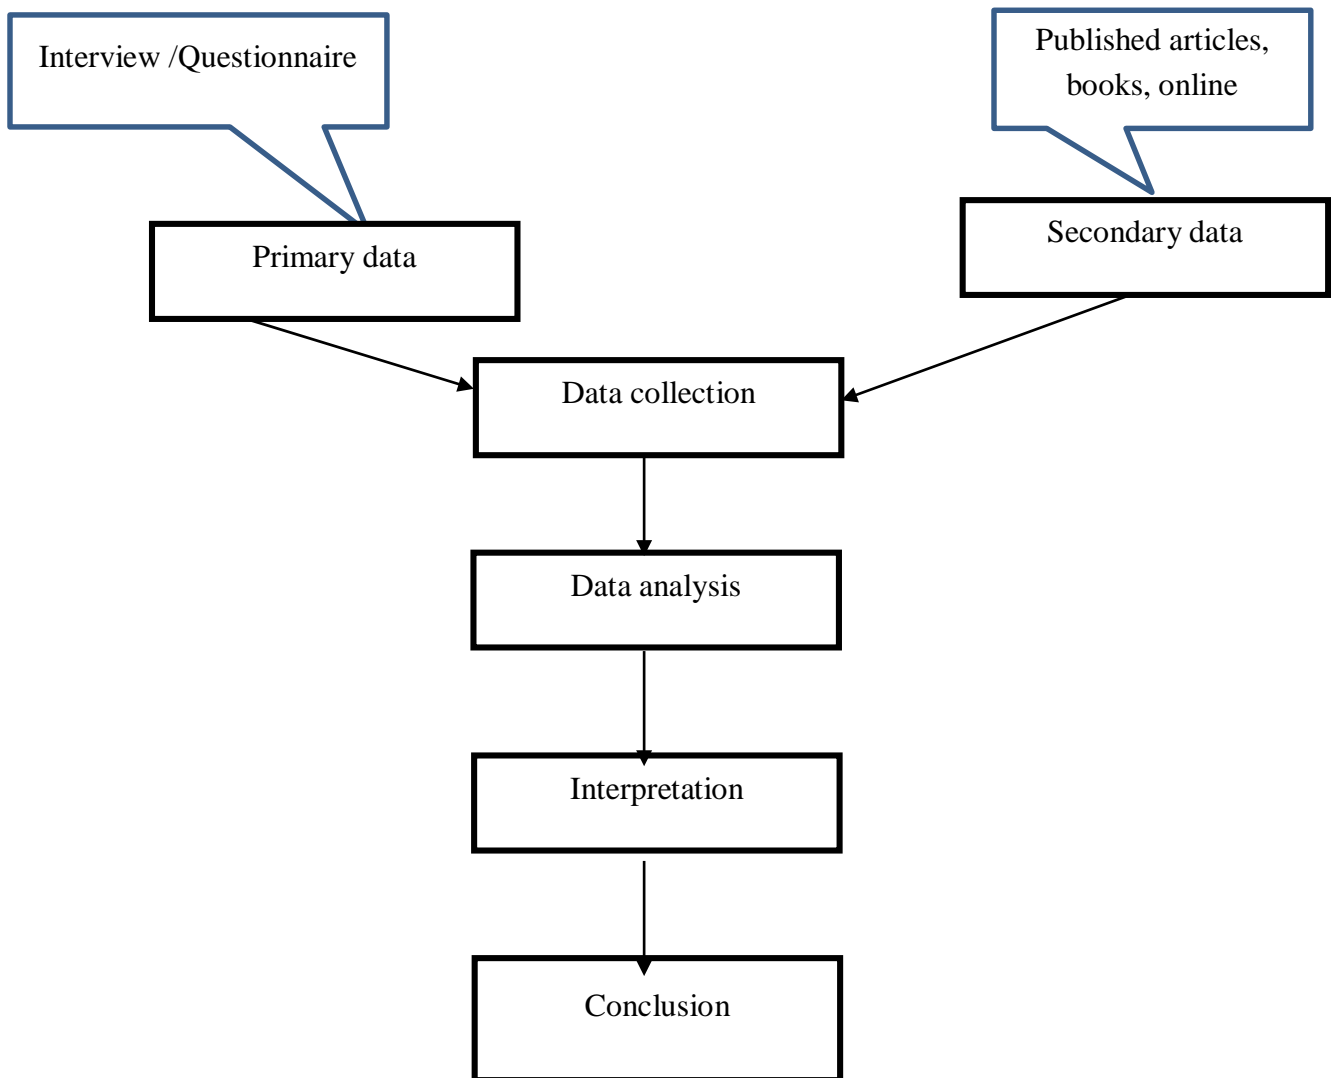 Interview /Questionnaire
Published articles,
books, online
Primary data
Secondary data
Data collection
Data analysis
Interpretation
Conclusion